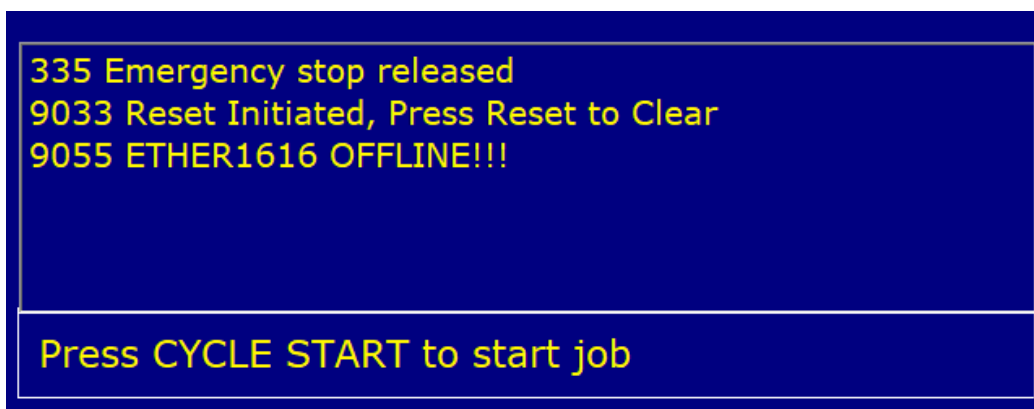 335 Emergency stop released
9033 Reset Initiated, Press Reset to Clear
9055 ETHER1616 OFFLINE!!!
Press CYCLE START to start job